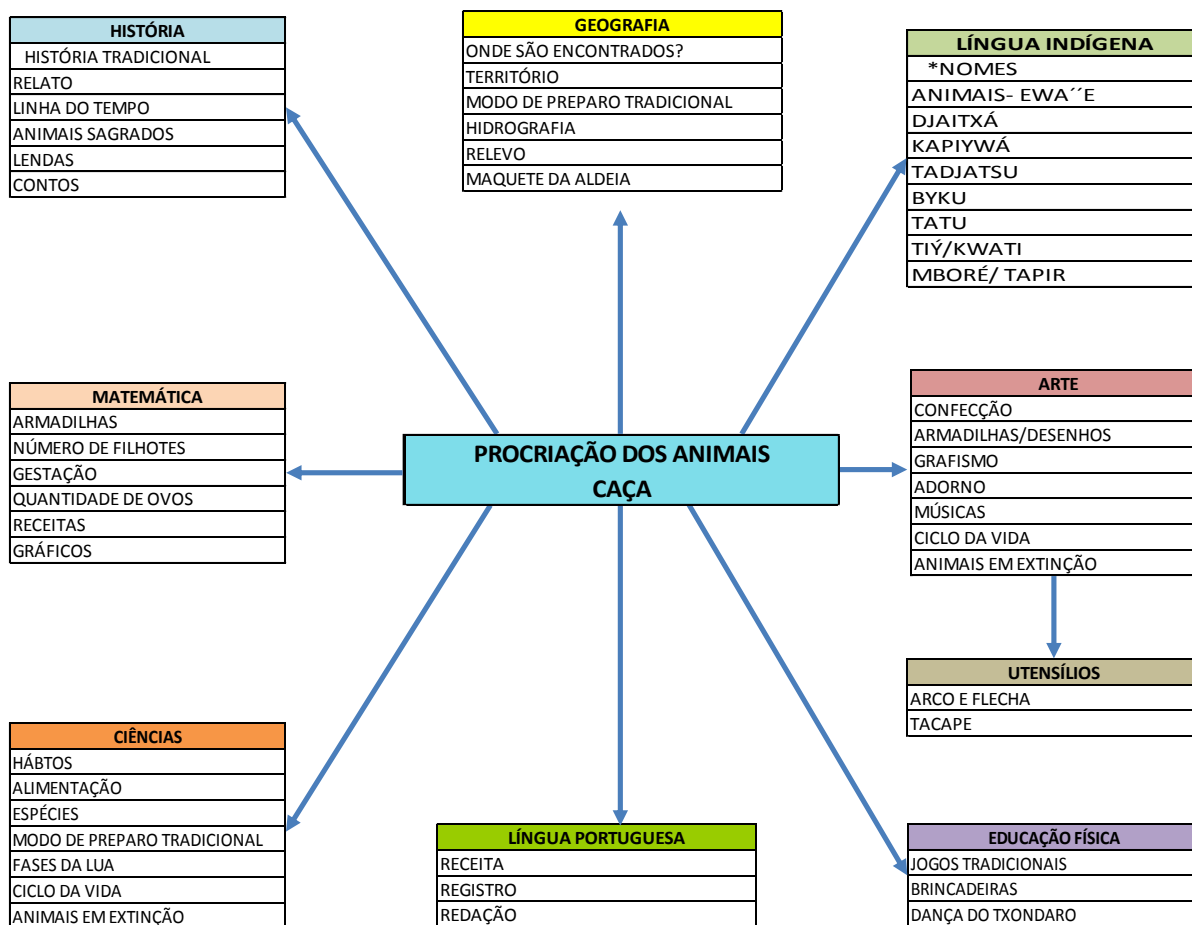 HISTÓRIA
HISTÓRIA TRADICIONAL
RELATO
LINHA DO TEMPO
ANIMAIS SAGRADOS
LENDAS
CONTOS
GEOGRAFIA
ONDE SÃO ENCONTRADOS?
TERRITÓRIO
MODO DE PREPARO TRADICIONAL
HIDROGRAFIA
RELEVO
MAQUETE DA ALDEIA
LÍNGUA INDÍGENA
*NOMES
ANIMAIS- EWA´´E
DJAITXÁ
KAPIYWÁ
TADJATSU
BYKU
TATU
TIÝ/KWATI
MBORÉ/ TAPIR
MATEMÁTICA
ARMADILHAS
NÚMERO DE FILHOTES
GESTAÇÃO
QUANTIDADE DE OVOS
RECEITAS
GRÁFICOS
PROCRIAÇÃO DOS ANIMAIS
CAÇA
ARTE
CONFECÇÃO
ARMADILHAS/DESENHOS
GRAFISMO
ADORNO
MÚSICAS
CICLO DA VIDA
ANIMAIS EM EXTINÇÃO
UTENSÍLIOS
ARCO E FLECHA
TACAPE
CIÊNCIAS
HÁBTOS
ALIMENTAÇÃO
ESPÉCIES
MODO DE PREPARO TRADICIONAL
FASES DA LUA
CICLO DA VIDA
ANIMAIS EM EXTINÇÃO
LÍNGUA PORTUGUESA
RECEITA
REGISTRO
REDAÇÃO
EDUCAÇÃO FÍSICA
JOGOS TRADICIONAIS
BRINCADEIRAS
DANÇA DO TXONDARO